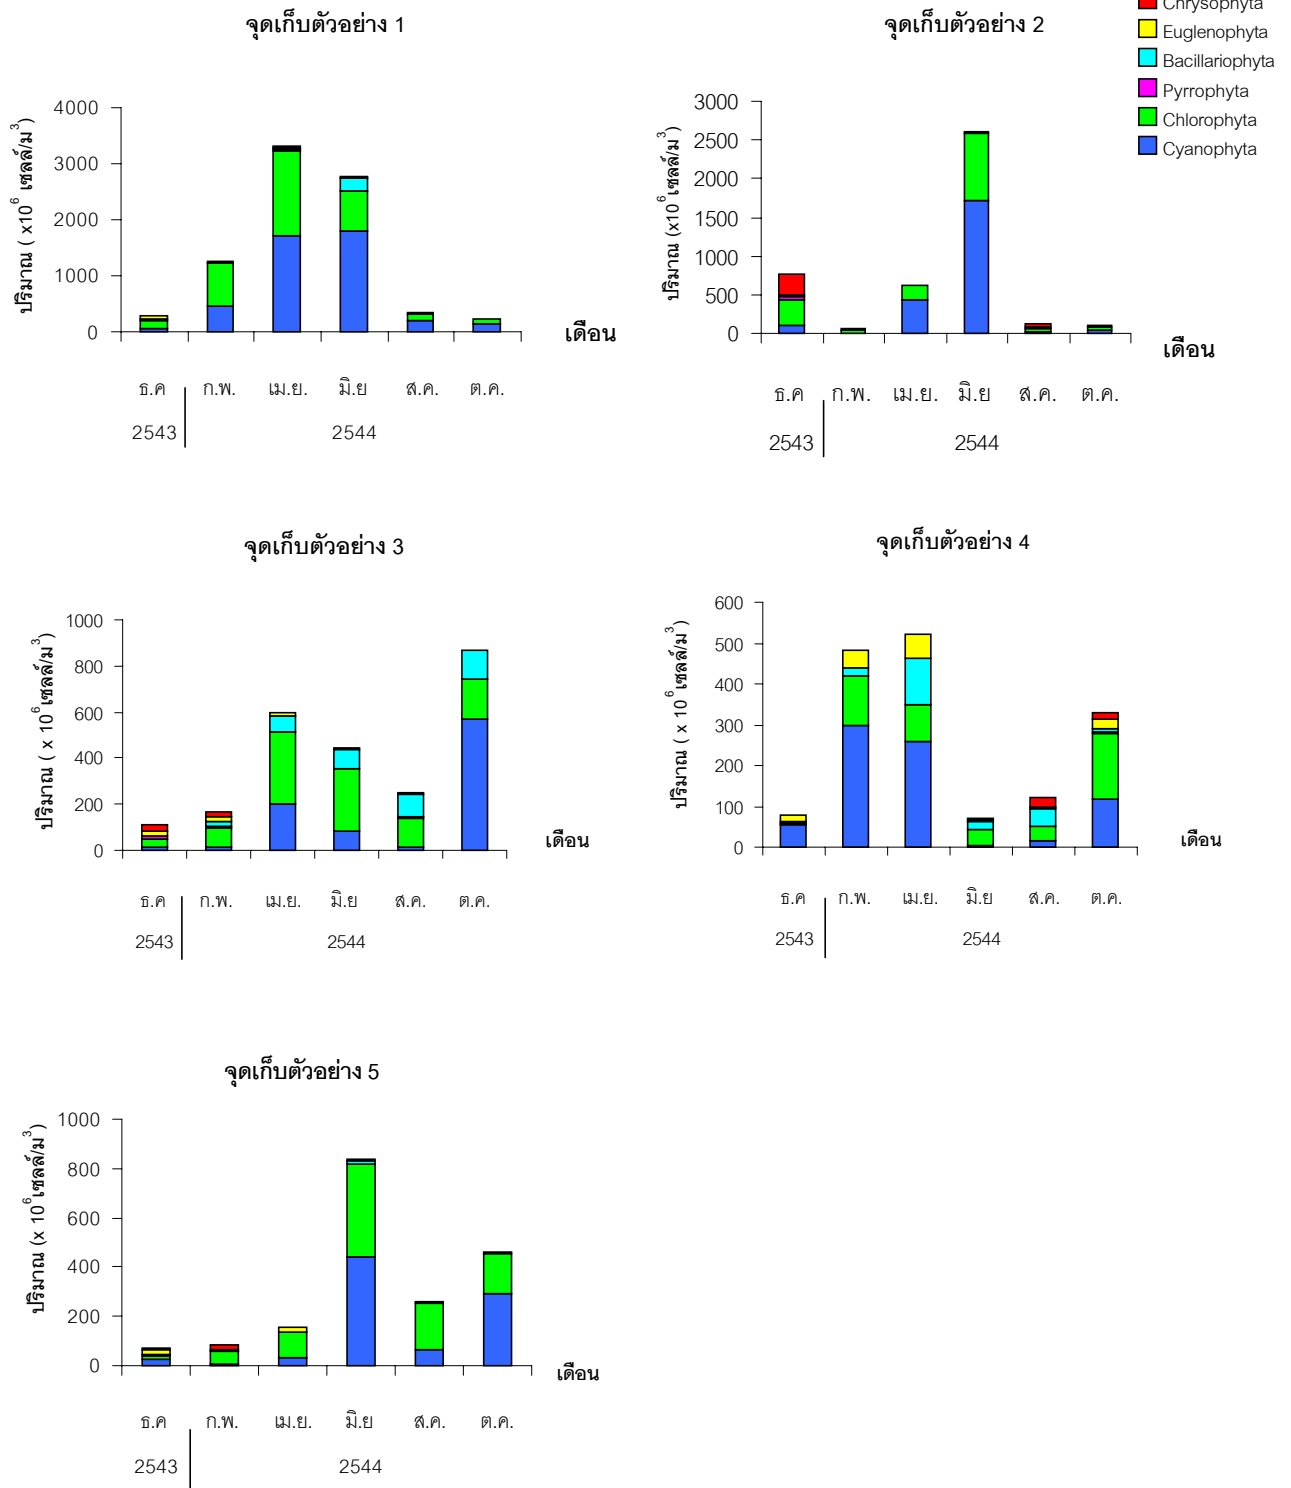 จุดเก็บตัวอย่าง 1
ปริมาณ ( x10⁶ เซลล์/ม³)
4000
3000
2000
1000
0
เดือน
ธ.ค ก.พ. เม.ย. มิ.ย ส.ค. ต.ค.
2543 2544
จุดเก็บตัวอย่าง 2
Chrysophyta
Euglenophyta
Bacillariophyta
Pyrrophyta
Chlorophyta
Cyanophyta
ปริมาณ (x10⁶ เซลล์/ม³)
3000
2500
2000
1500
1000
500
0
เดือน
ธ.ค ก.พ. เม.ย. มิ.ย ส.ค. ต.ค.
2543 2544
จุดเก็บตัวอย่าง 3
ปริมาณ ( x 10⁶ เซลล์/ม³)
1000
800
600
400
200
0
เดือน
ธ.ค ก.พ. เม.ย. มิ.ย ส.ค. ต.ค.
2543 2544
จุดเก็บตัวอย่าง 4
ปริมาณ ( x 10⁶ เซลล์/ม³)
600
500
400
300
200
100
0
เดือน
ธ.ค ก.พ. เม.ย. มิ.ย ส.ค. ต.ค.
2543 2544
จุดเก็บตัวอย่าง 5
ปริมาณ (x 10⁶ เซลล์/ม³)
1000
800
600
400
200
0
เดือน
ธ.ค ก.พ. เม.ย. มิ.ย ส.ค. ต.ค.
2543 2544